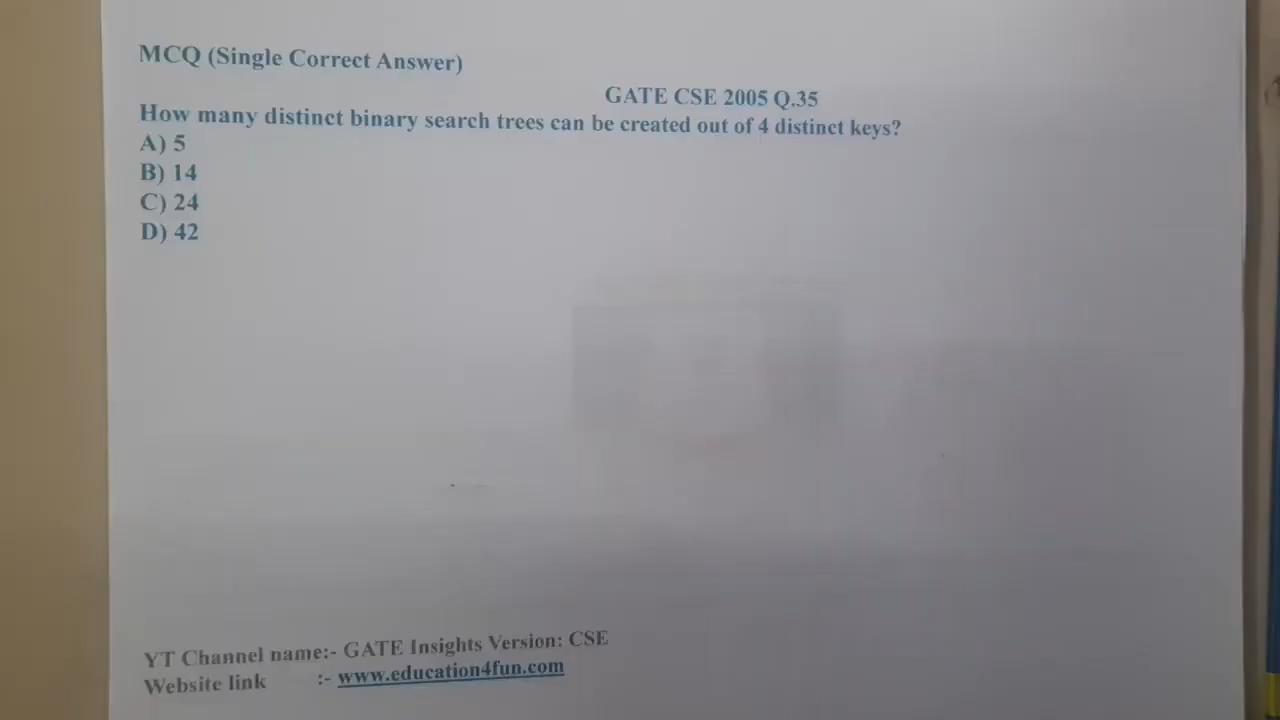 MCQ (Single Correct Answer)
GATE CSE 2005 Q.35
How many distinct binary search trees can be created out of 4 distinct keys?
A) 5
B) 14
C) 24
D) 42
YT Channel name:- GATE Insights Version: CSE
Website link :- www.education4fun.com